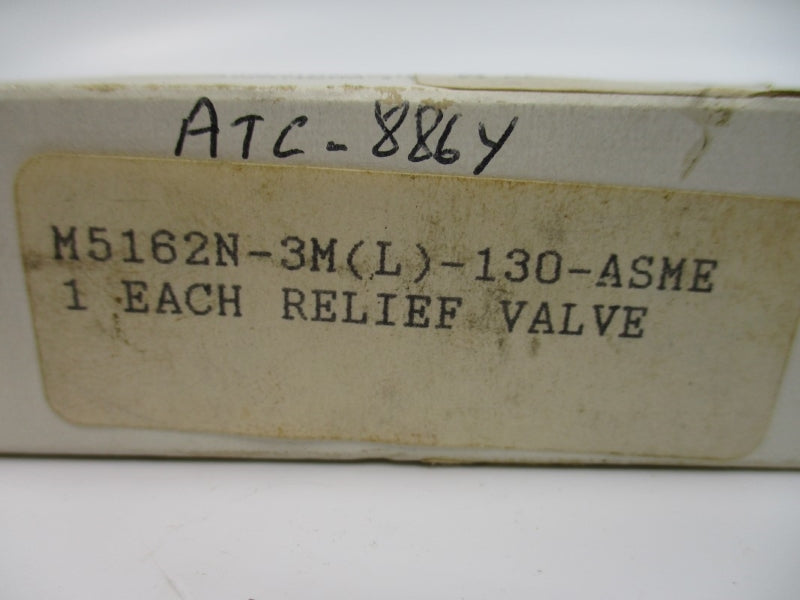 ATC-886Y
M5162N-3M(L)-130-ASME
1 EACH RELIEF VALVE